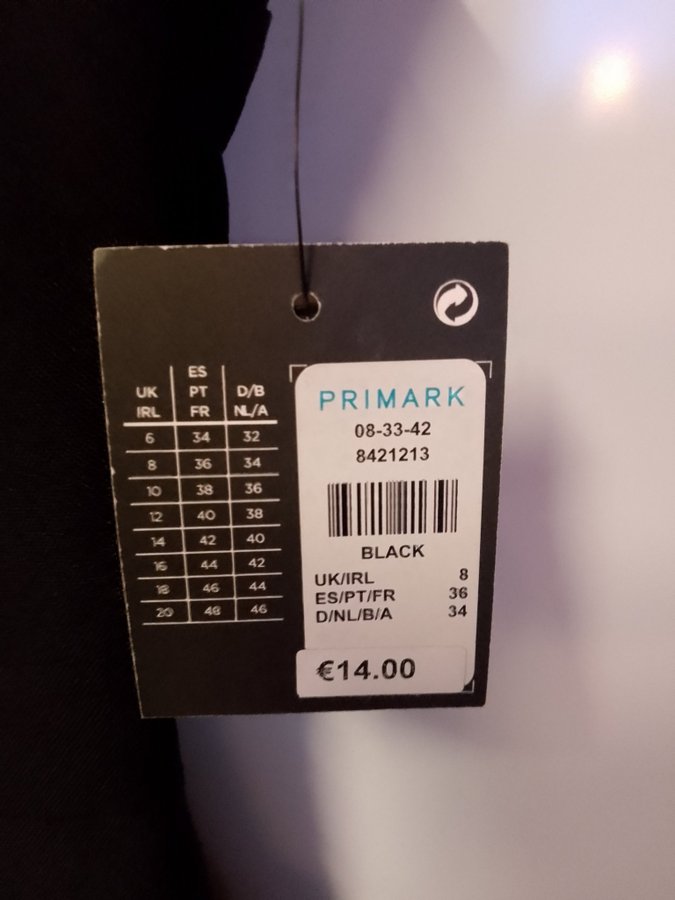 ES
UK PT D/B
IRL FR NL/A
6 34 32
8 36 34
10 38 36
12 40 38
14 42 40
16 44 42
18 46 44
20 48 46
PRIMARK
08-33-42
8421213
BLACK
UK/IRL 8
ES/PT/FR 36
D/NL/B/A 34
€14.00